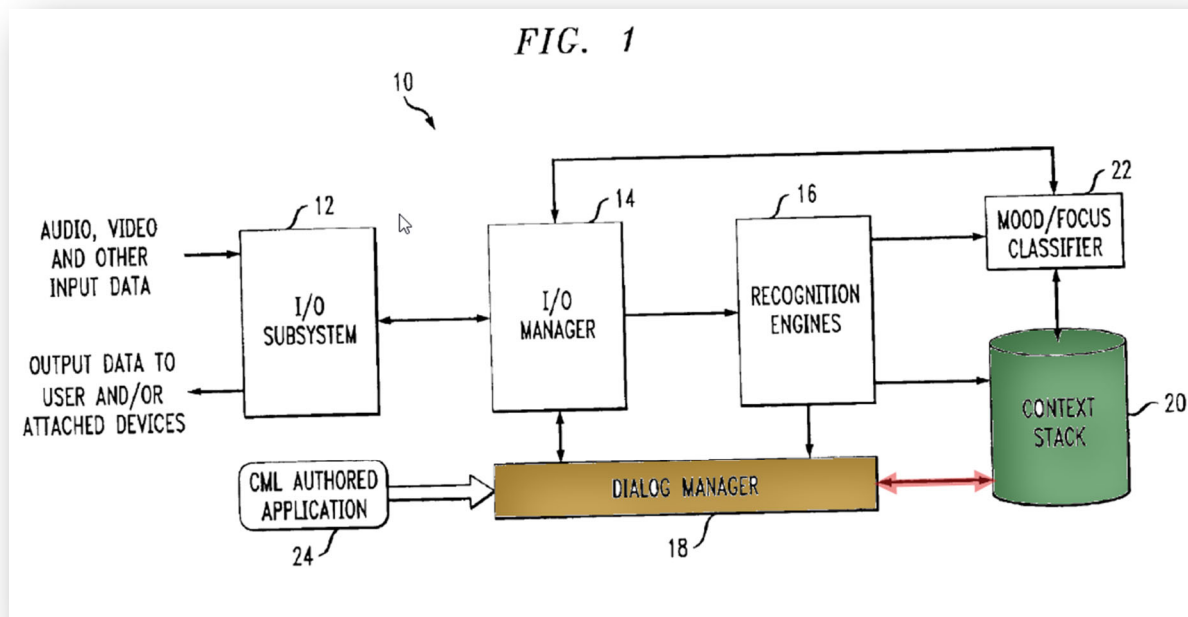 FIG. 1
10
AUDIO, VIDEO
AND OTHER
INPUT DATA
OUTPUT DATA TO
USER AND/OR
ATTACHED DEVICES
12
I/O
SUBSYSTEM
14
I/O
MANAGER
16
RECOGNITION
ENGINES
22
MOOD/FOCUS
CLASSIFIER
CONTEXT
STACK
20
CML AUTHORED
APPLICATION
24
DIALOG MANAGER
18